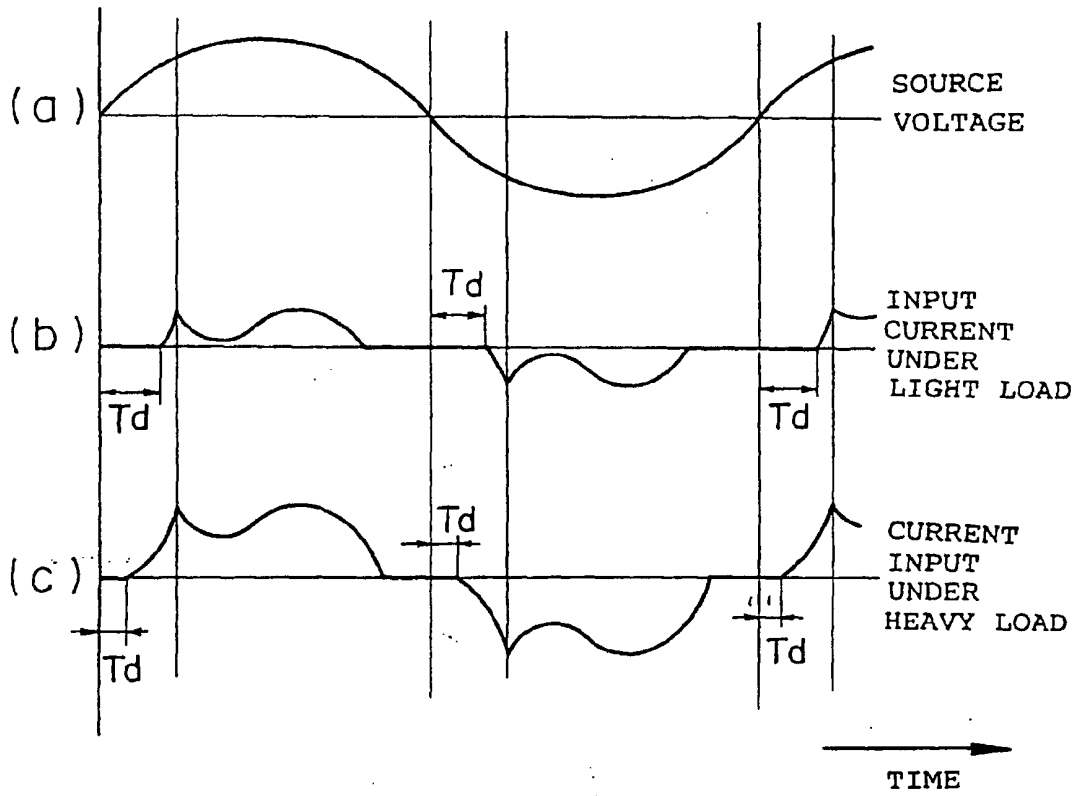 (a)
SOURCE
VOLTAGE
Td
(b)
INPUT
CURRENT
UNDER
LIGHT LOAD
Td
Td
Td
(c)
CURRENT
INPUT
UNDER
HEAVY LOAD
Td
Td
TIME